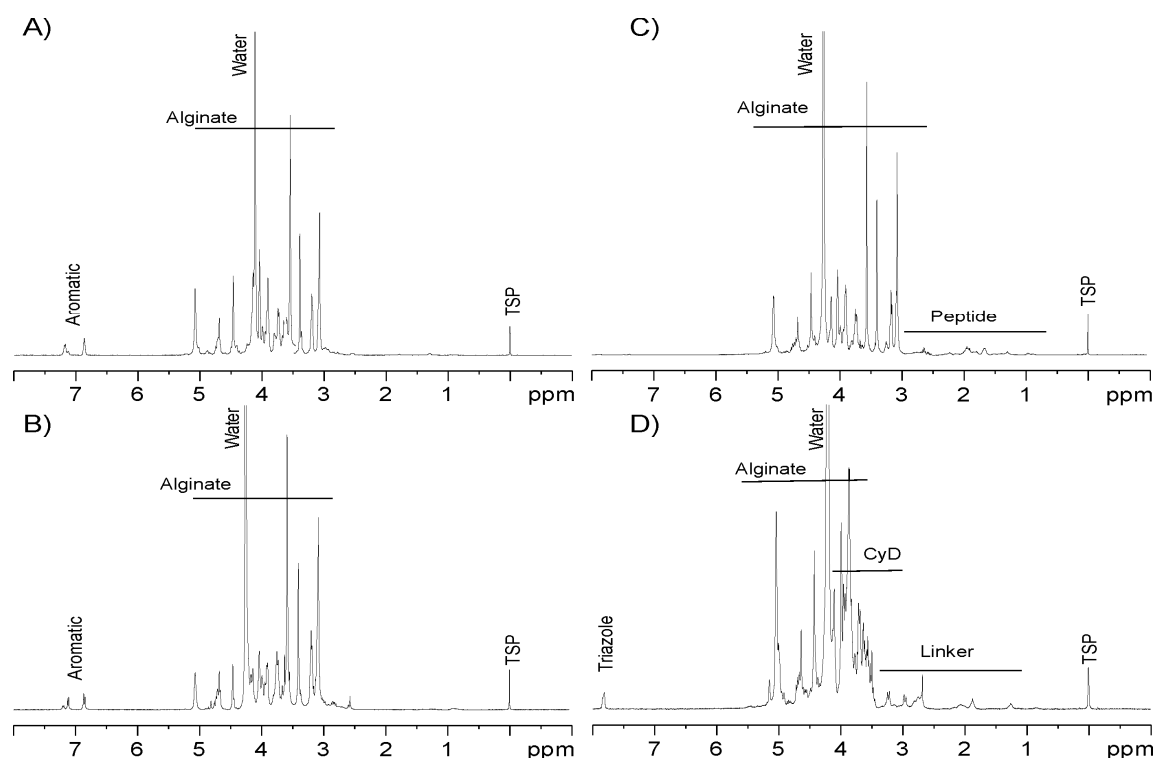 A)
Water
Alginate
Aromatic
TSP
7 6 5 4 3 2 1 ppm
B)
Water
Alginate
Aromatic
TSP
7 6 5 4 3 2 1 ppm
C)
Water
Alginate
Peptide
TSP
7 6 5 4 3 2 1 ppm
D)
Water
Alginate
CyD
Triazole
Linker
TSP
7 6 5 4 3 2 1 ppm